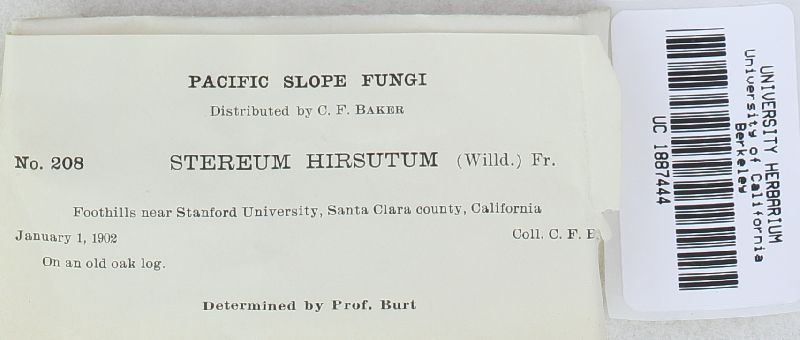 PACIFIC SLOPE FUNGI
Distributed by C. F. BAKER
No. 208 STEREUM HIRSUTUM (Willd.) Fr.
Foothills near Stanford University, Santa Clara county, California
January 1, 1902 Coll. C. F. B.
On an old oak log.
Determined by Prof. Burt
UNIVERSITY HERBARIUM
University of California
Berkeley
UC 1887444